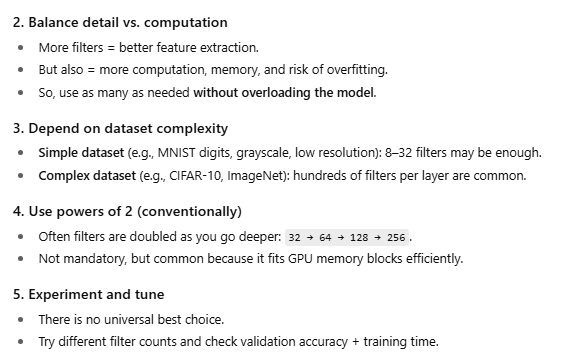 2. Balance detail vs. computation
• More filters = better feature extraction.
• But also = more computation, memory, and risk of overfitting.
• So, use as many as needed without overloading the model.
3. Depend on dataset complexity
• Simple dataset (e.g., MNIST digits, grayscale, low resolution): 8–32 filters may be enough.
• Complex dataset (e.g., CIFAR-10, ImageNet): hundreds of filters per layer are common.
4. Use powers of 2 (conventionally)
• Often filters are doubled as you go deeper: 32 → 64 → 128 → 256 .
• Not mandatory, but common because it fits GPU memory blocks efficiently.
5. Experiment and tune
• There is no universal best choice.
• Try different filter counts and check validation accuracy + training time.